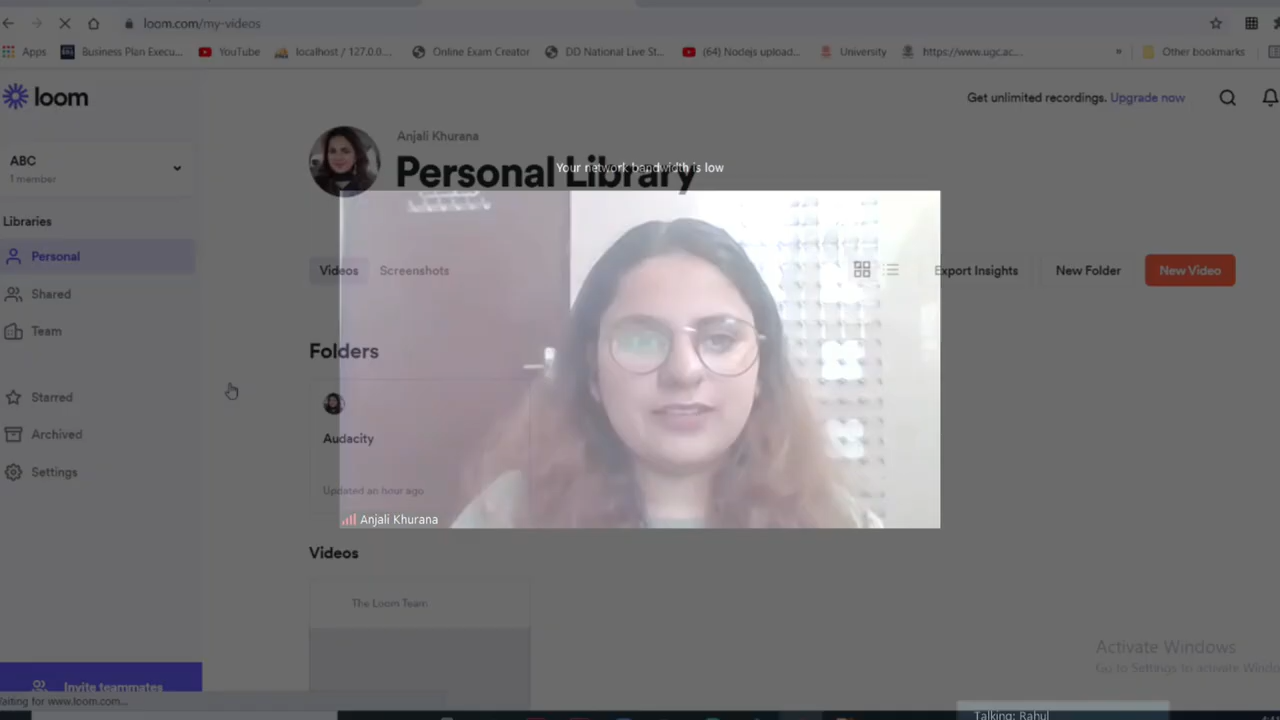 loom.com/my-videos
Apps Business Plan Execu... YouTube localhost / 127.0.0.... Online Exam Creator DD National Live St... (64) Nodejs upload... University https://www.ugc.ac... » Other bookmarks
loom
Get unlimited recordings. Upgrade now
Anjali Khurana
Personal Library
Your network bandwidth is low
ABC
1 member
Libraries
Personal
Shared
Team
Starred
Archived
Settings
Videos Screenshots
Export Insights New Folder New Video
Folders
Audacity
Updated an hour ago
Anjali Khurana
Videos
The Loom Team
Activate Windows
Go to Settings to activate Windo
Invite teammates
aiting for www.loom.com...
Talking: Rahul